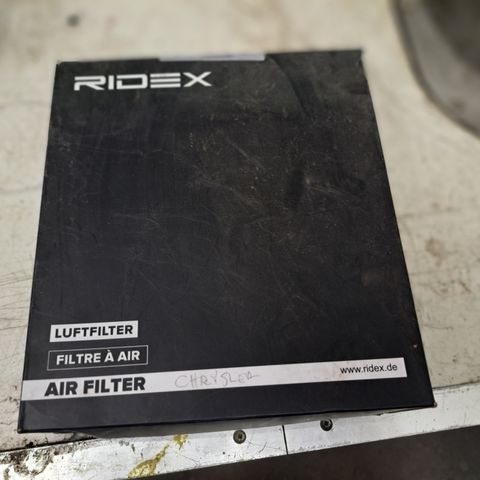 RIDEX
LUFTFILTER
FILTRE À AIR
AIR FILTER CHRYSLER www.ridex.de